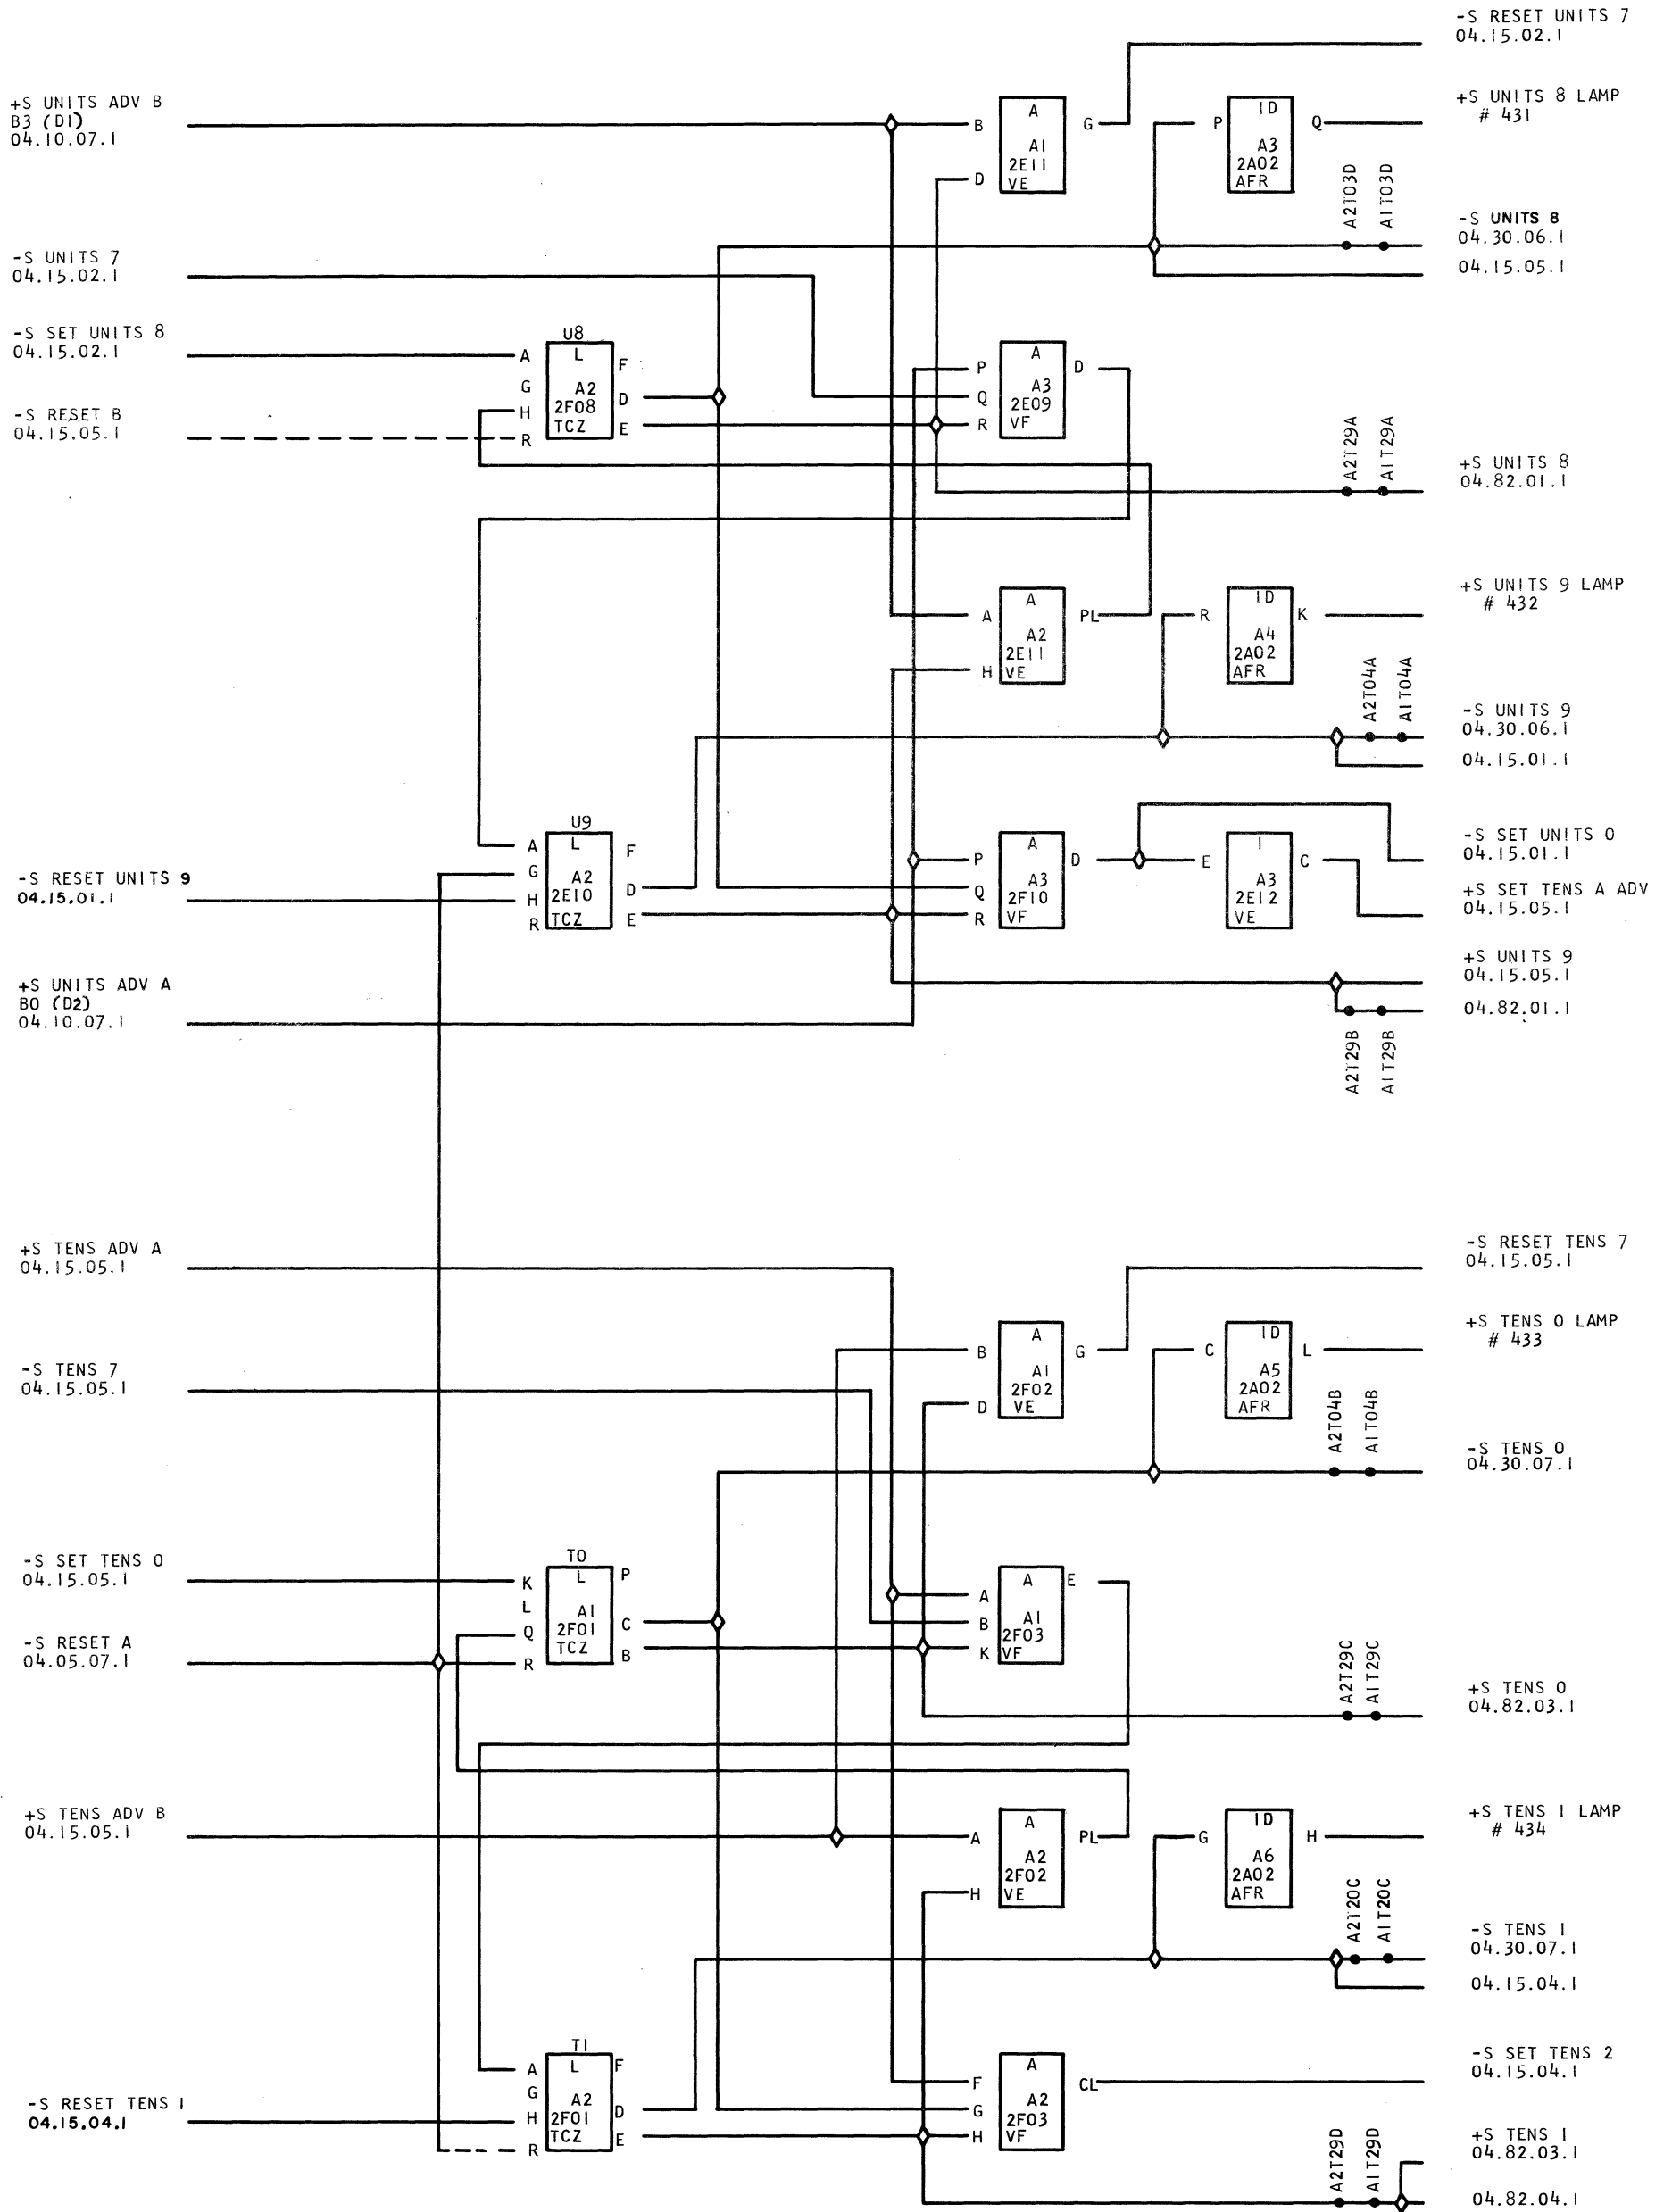 -S RESET UNITS 7
04.15.02.1
+S UNITS ADV B
B3 (D1)
04.10.07.1
B
D
A
A1
2E11
VE
G
P
ID
A3
2A02
AFR
Q
+S UNITS 8 LAMP
# 431
A2T03D
A1T03D
-S UNITS 8
04.30.06.1
04.15.05.1
-S UNITS 7
04.15.02.1
-S SET UNITS 8
04.15.02.1
-S RESET B
04.15.05.1
A
G
H
R
U8
L
A2
2F08
TCZ
F
D
E
P
Q
R
A
A3
2E09
VF
D
A2T29A
A1T29A
+S UNITS 8
04.82.01.1
A
H
A
A2
2E11
VE
PL
R
ID
A4
2A02
AFR
K
+S UNITS 9 LAMP
# 432
A2T04A
A1T04A
-S UNITS 9
04.30.06.1
04.15.01.1
-S RESET UNITS 9
04.15.01.1
A
G
H
R
U9
L
A2
2E10
TCZ
F
D
E
P
Q
R
A
A3
2F10
VF
D
E
I
A3
2E12
VE
C
-S SET UNITS 0
04.15.01.1
+S SET TENS A ADV
04.15.05.1
+S UNITS ADV A
B0 (D2)
04.10.07.1
+S UNITS 9
04.15.05.1
04.82.01.1
A2T29B
A1T29B
+S TENS ADV A
04.15.05.1
-S RESET TENS 7
04.15.05.1
-S TENS 7
04.15.05.1
B
D
A
A1
2F02
VE
G
C
ID
A5
2A02
AFR
L
+S TENS 0 LAMP
# 433
A2T04B
A1T04B
-S TENS 0
04.30.07.1
-S SET TENS 0
04.15.05.1
-S RESET A
04.05.07.1
K
L
Q
R
T0
L
A1
2F01
TCZ
P
C
B
A
B
K
A
A1
2F03
VF
E
A2T29C
A1T29C
+S TENS 0
04.82.03.1
+S TENS ADV B
04.15.05.1
A
H
A
A2
2F02
VE
PL
G
ID
A6
2A02
AFR
H
+S TENS 1 LAMP
# 434
A2T20C
A1T20C
-S TENS 1
04.30.07.1
04.15.04.1
-S RESET TENS 1
04.15.04.1
A
G
H
R
T1
L
A2
2F01
TCZ
F
D
E
F
G
H
A
A2
2F03
VF
CL
-S SET TENS 2
04.15.04.1
A2T29D
A1T29D
+S TENS 1
04.82.03.1
04.82.04.1